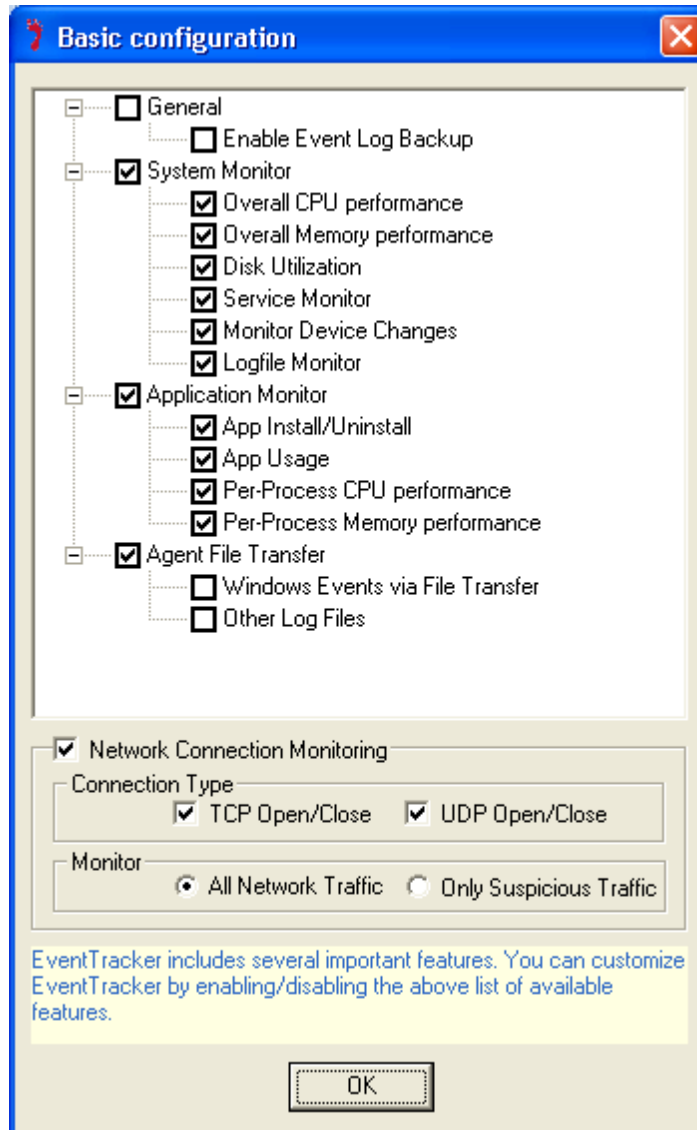 Basic configuration
General
Enable Event Log Backup
System Monitor
Overall CPU performance
Overall Memory performance
Disk Utilization
Service Monitor
Monitor Device Changes
Logfile Monitor
Application Monitor
App Install/Uninstall
App Usage
Per-Process CPU performance
Per-Process Memory performance
Agent File Transfer
Windows Events via File Transfer
Other Log Files
Network Connection Monitoring
Connection Type
TCP Open/Close UDP Open/Close
Monitor
All Network Traffic Only Suspicious Traffic
EventTracker includes several important features. You can customize
EventTracker by enabling/disabling the above list of available
features.
OK